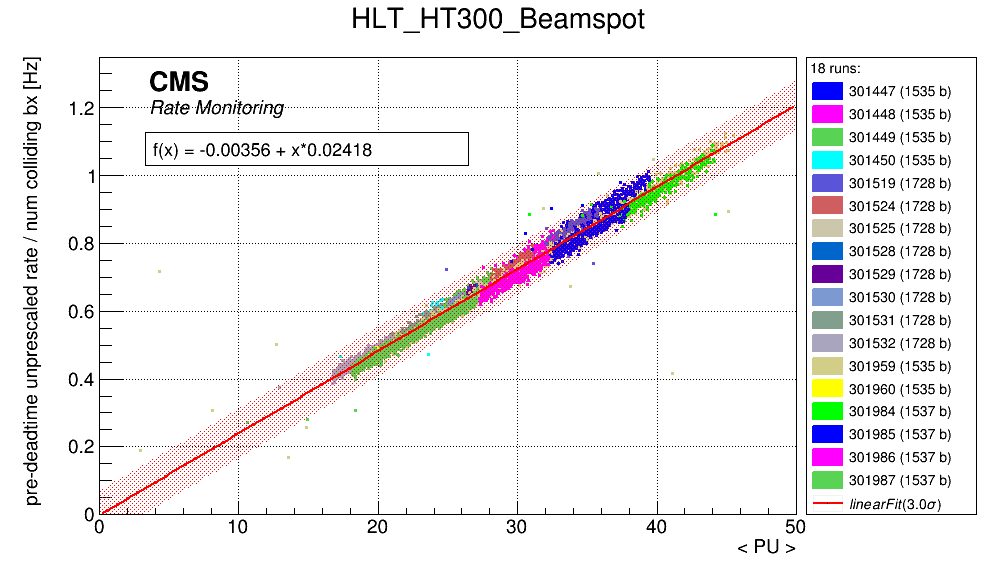 HLT_HT300_Beamspot
pre-deadtime unprescaled rate / num colliding bx [Hz]
CMS
Rate Monitoring
f(x) = -0.00356 + x*0.02418
1.2
1
0.8
0.6
0.4
0.2
0
0 10 20 30 40 50
< PU >
18 runs:
301447 (1535 b)
301448 (1535 b)
301449 (1535 b)
301450 (1535 b)
301519 (1728 b)
301524 (1728 b)
301525 (1728 b)
301528 (1728 b)
301529 (1728 b)
301530 (1728 b)
301531 (1728 b)
301532 (1728 b)
301959 (1535 b)
301960 (1535 b)
301984 (1537 b)
301985 (1537 b)
301986 (1537 b)
301987 (1537 b)
linearFit(3.0σ)